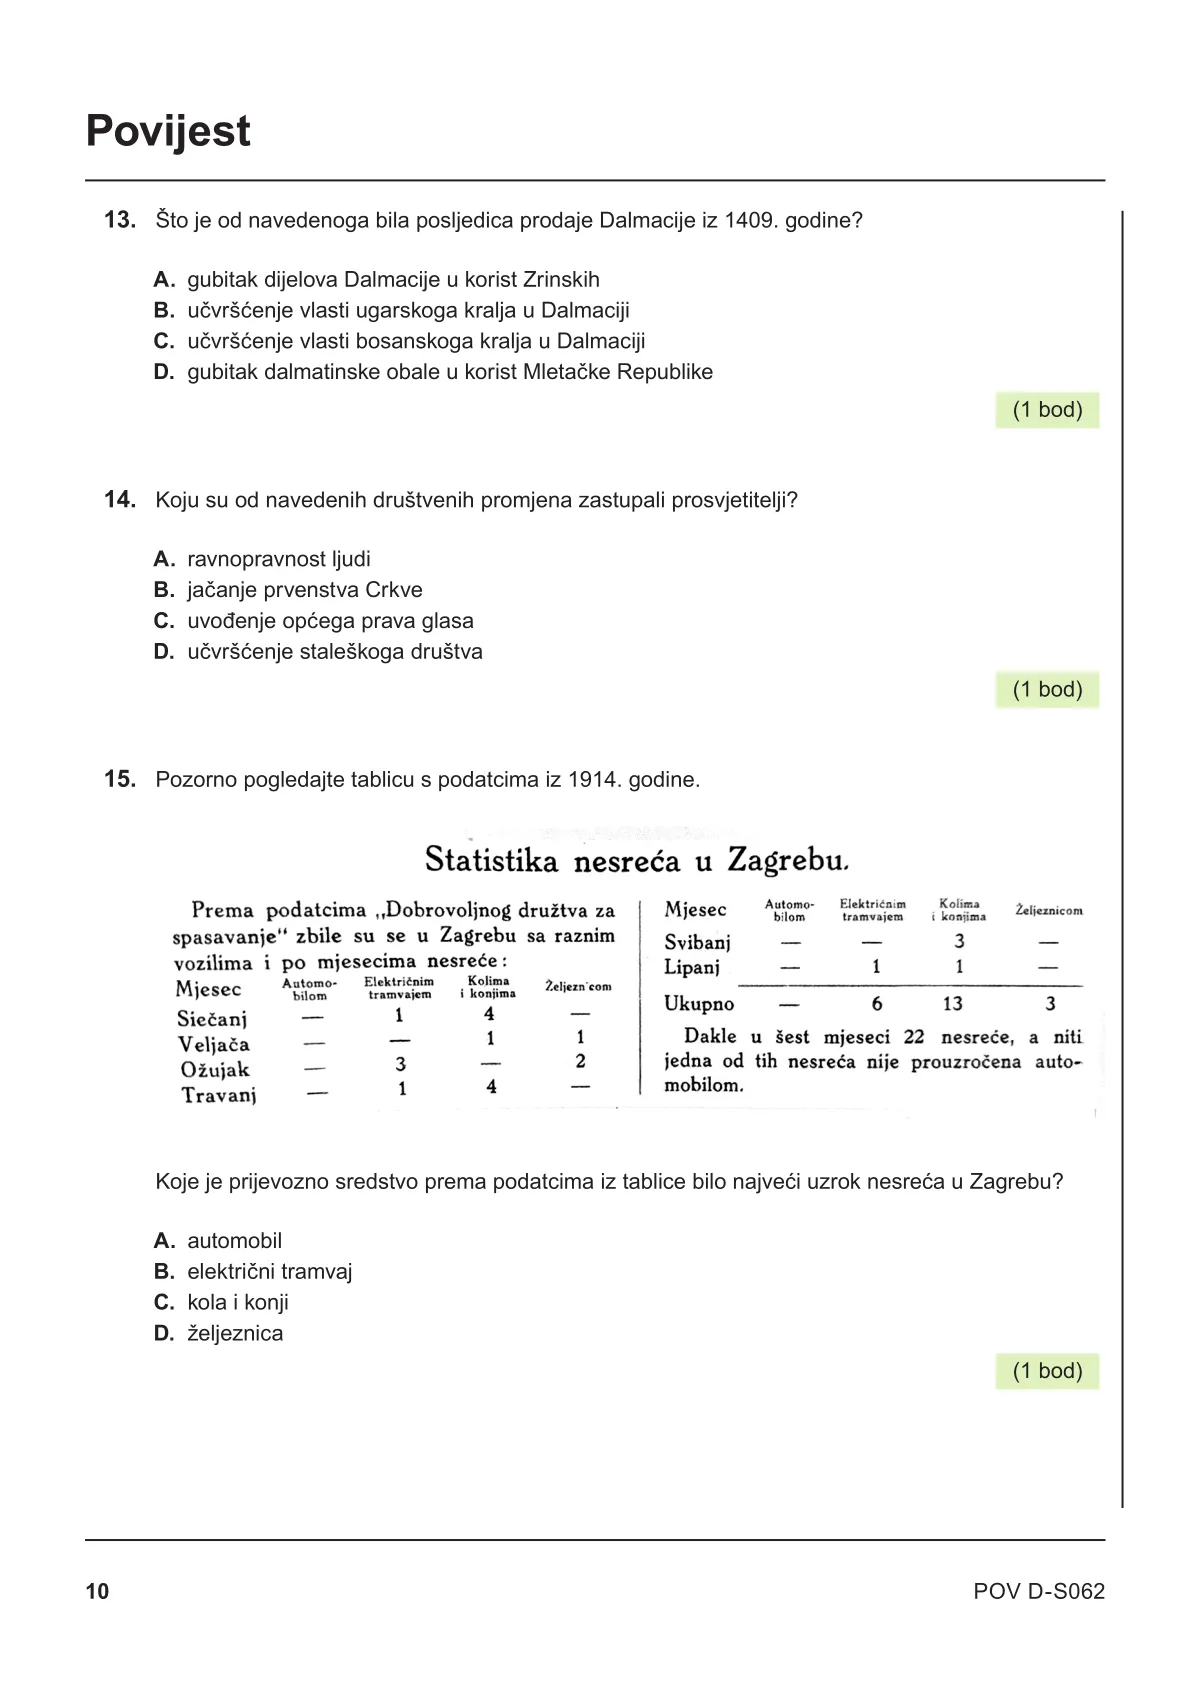 Povijest
13. Što je od navedenoga bila posljedica prodaje Dalmacije iz 1409. godine?
A. gubitak dijelova Dalmacije u korist Zrinskih
B. učvršćenje vlasti ugarskoga kralja u Dalmaciji
C. učvršćenje vlasti bosanskoga kralja u Dalmaciji
D. gubitak dalmatinske obale u korist Mletačke Republike
(1 bod)
14. Koju su od navedenih društvenih promjena zastupali prosvjetitelji?
A. ravnopravnost ljudi
B. jačanje prvenstva Crkve
C. uvođenje općega prava glasa
D. učvršćenje staleškoga društva
(1 bod)
15. Pozorno pogledajte tablicu s podatcima iz 1914. godine.
Statistika nesreća u Zagrebu.
Prema podatcima „Dobrovoljnog družtva za
spasavanje“ zbile su se u Zagrebu sa raznim
vozilima i po mjesecima nesreće:
Mjesec Automo-bilom Električnim tramvajem Kolima i konjima Željeznicom
Siečanj — 1 4 —
Veljača — — 1 1
Ožujak — 3 — 2
Travanj — 1 4 —
Mjesec Automo-bilom Električnim tramvajem Kolima i konjima Željeznicom
Svibanj — — 3 —
Lipanj — 1 1 —
Ukupno — 6 13 3
Dakle u šest mjeseci 22 nesreće, a niti
jedna od tih nesreća nije prouzročena auto-
mobilom.
Koje je prijevozno sredstvo prema podatcima iz tablice bilo najveći uzrok nesreća u Zagrebu?
A. automobil
B. električni tramvaj
C. kola i konji
D. željeznica
(1 bod)
10
POV D-S062